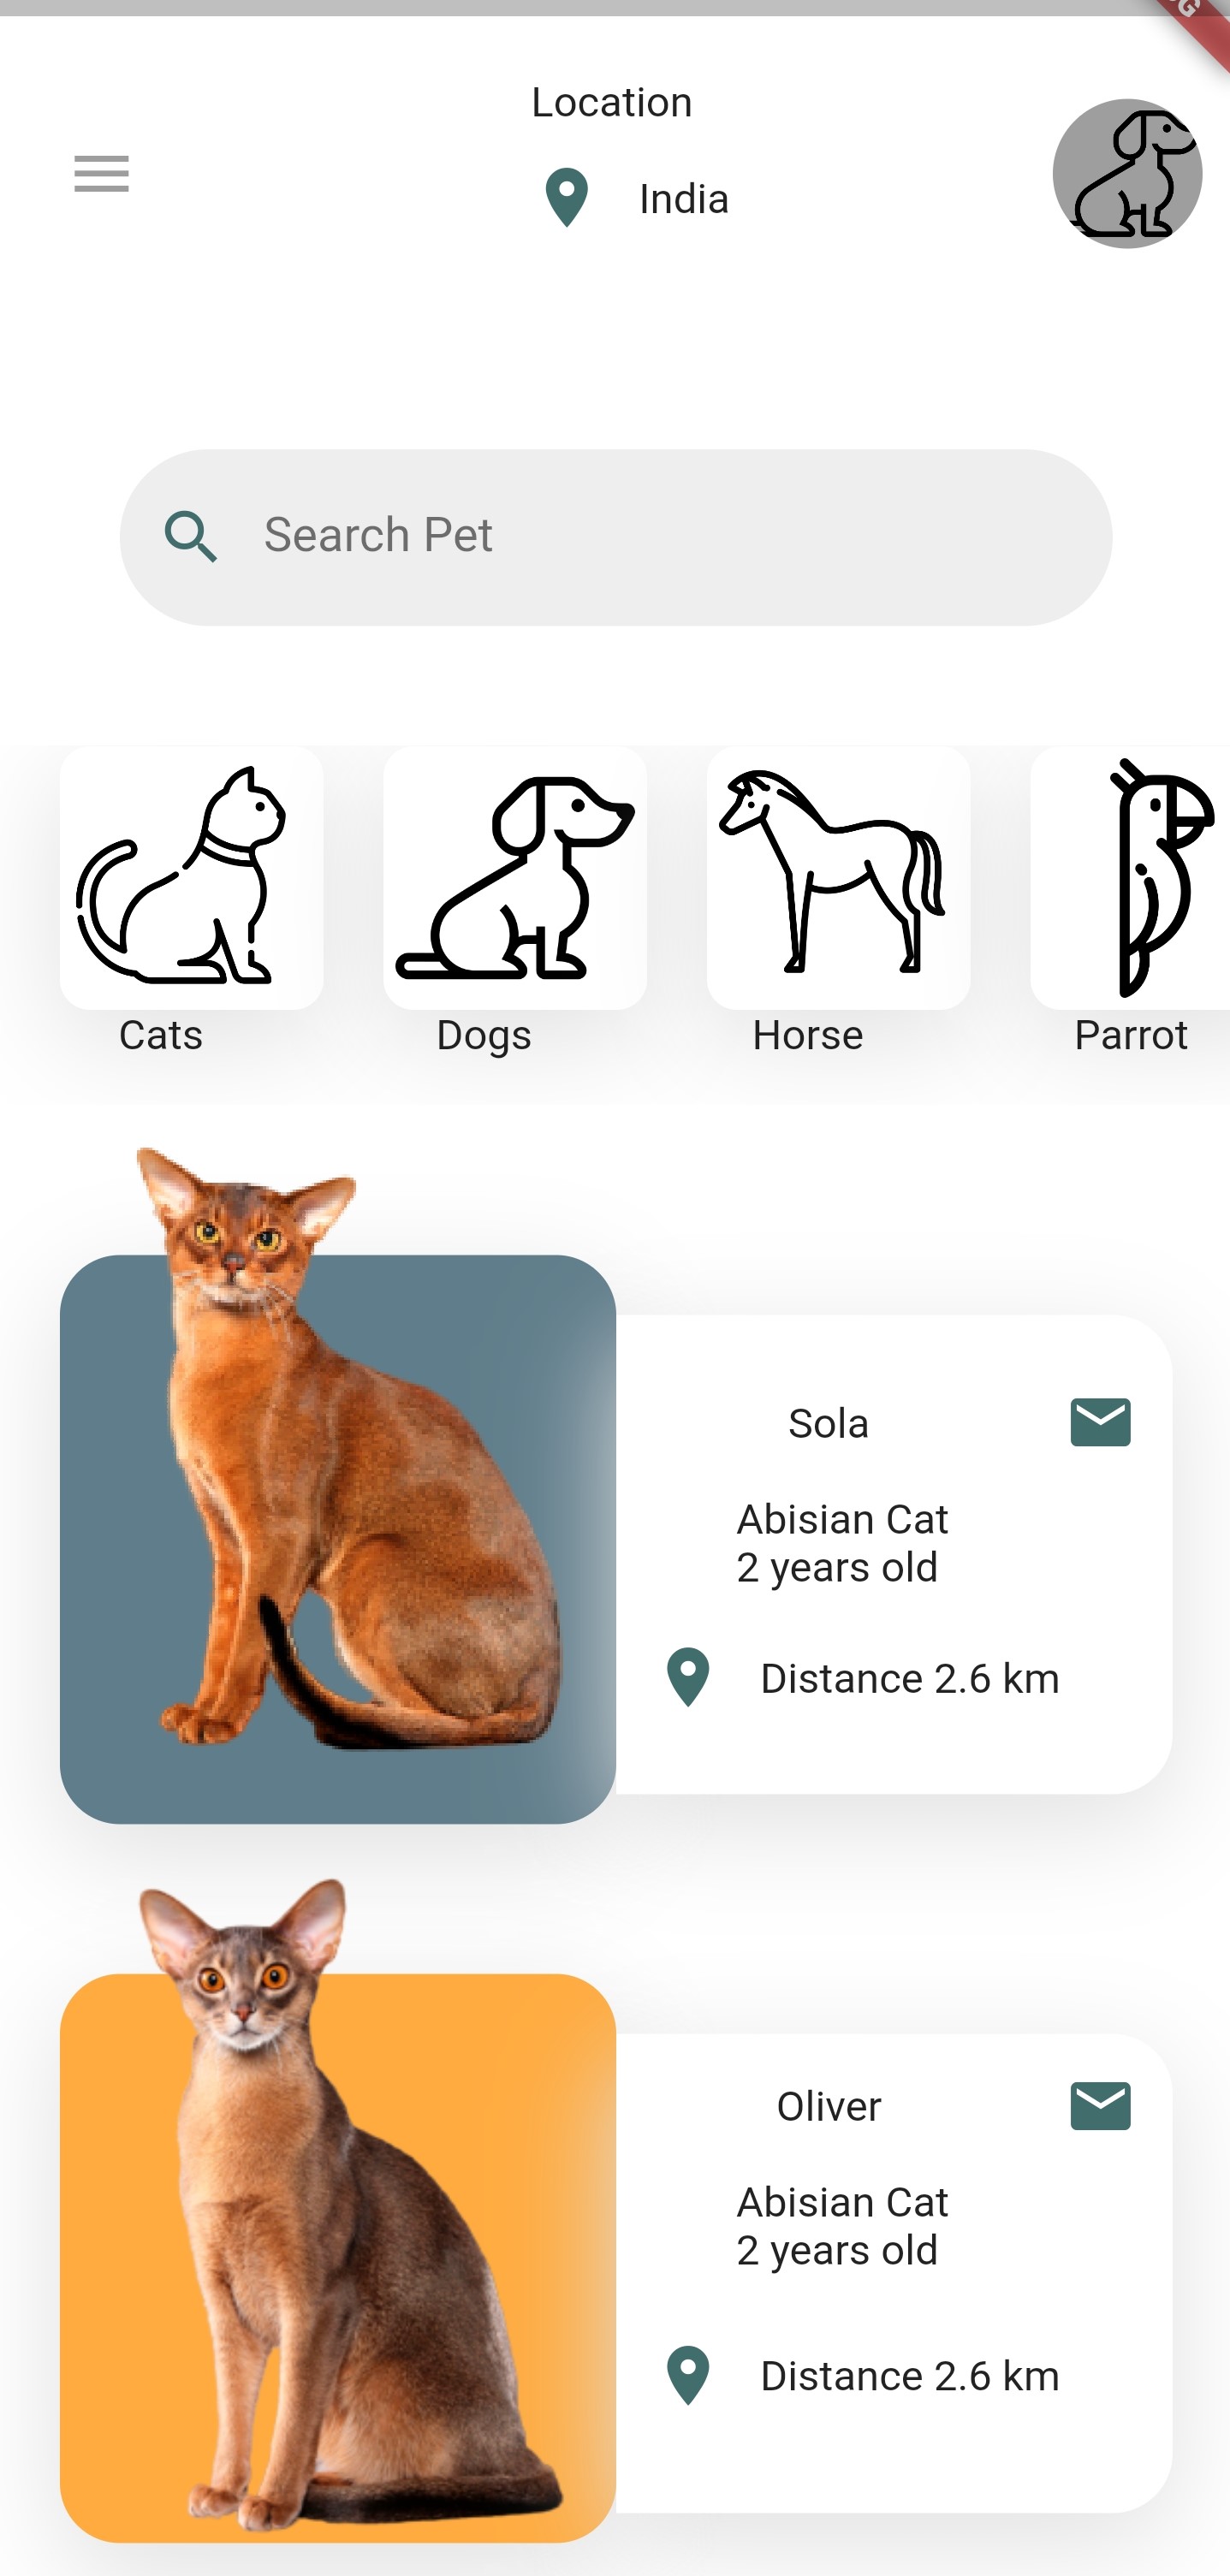 Location
India
Search Pet
Cats
Dogs
Horse
Parrot
Sola
Abisian Cat
2 years old
Distance 2.6 km
Oliver
Abisian Cat
2 years old
Distance 2.6 km